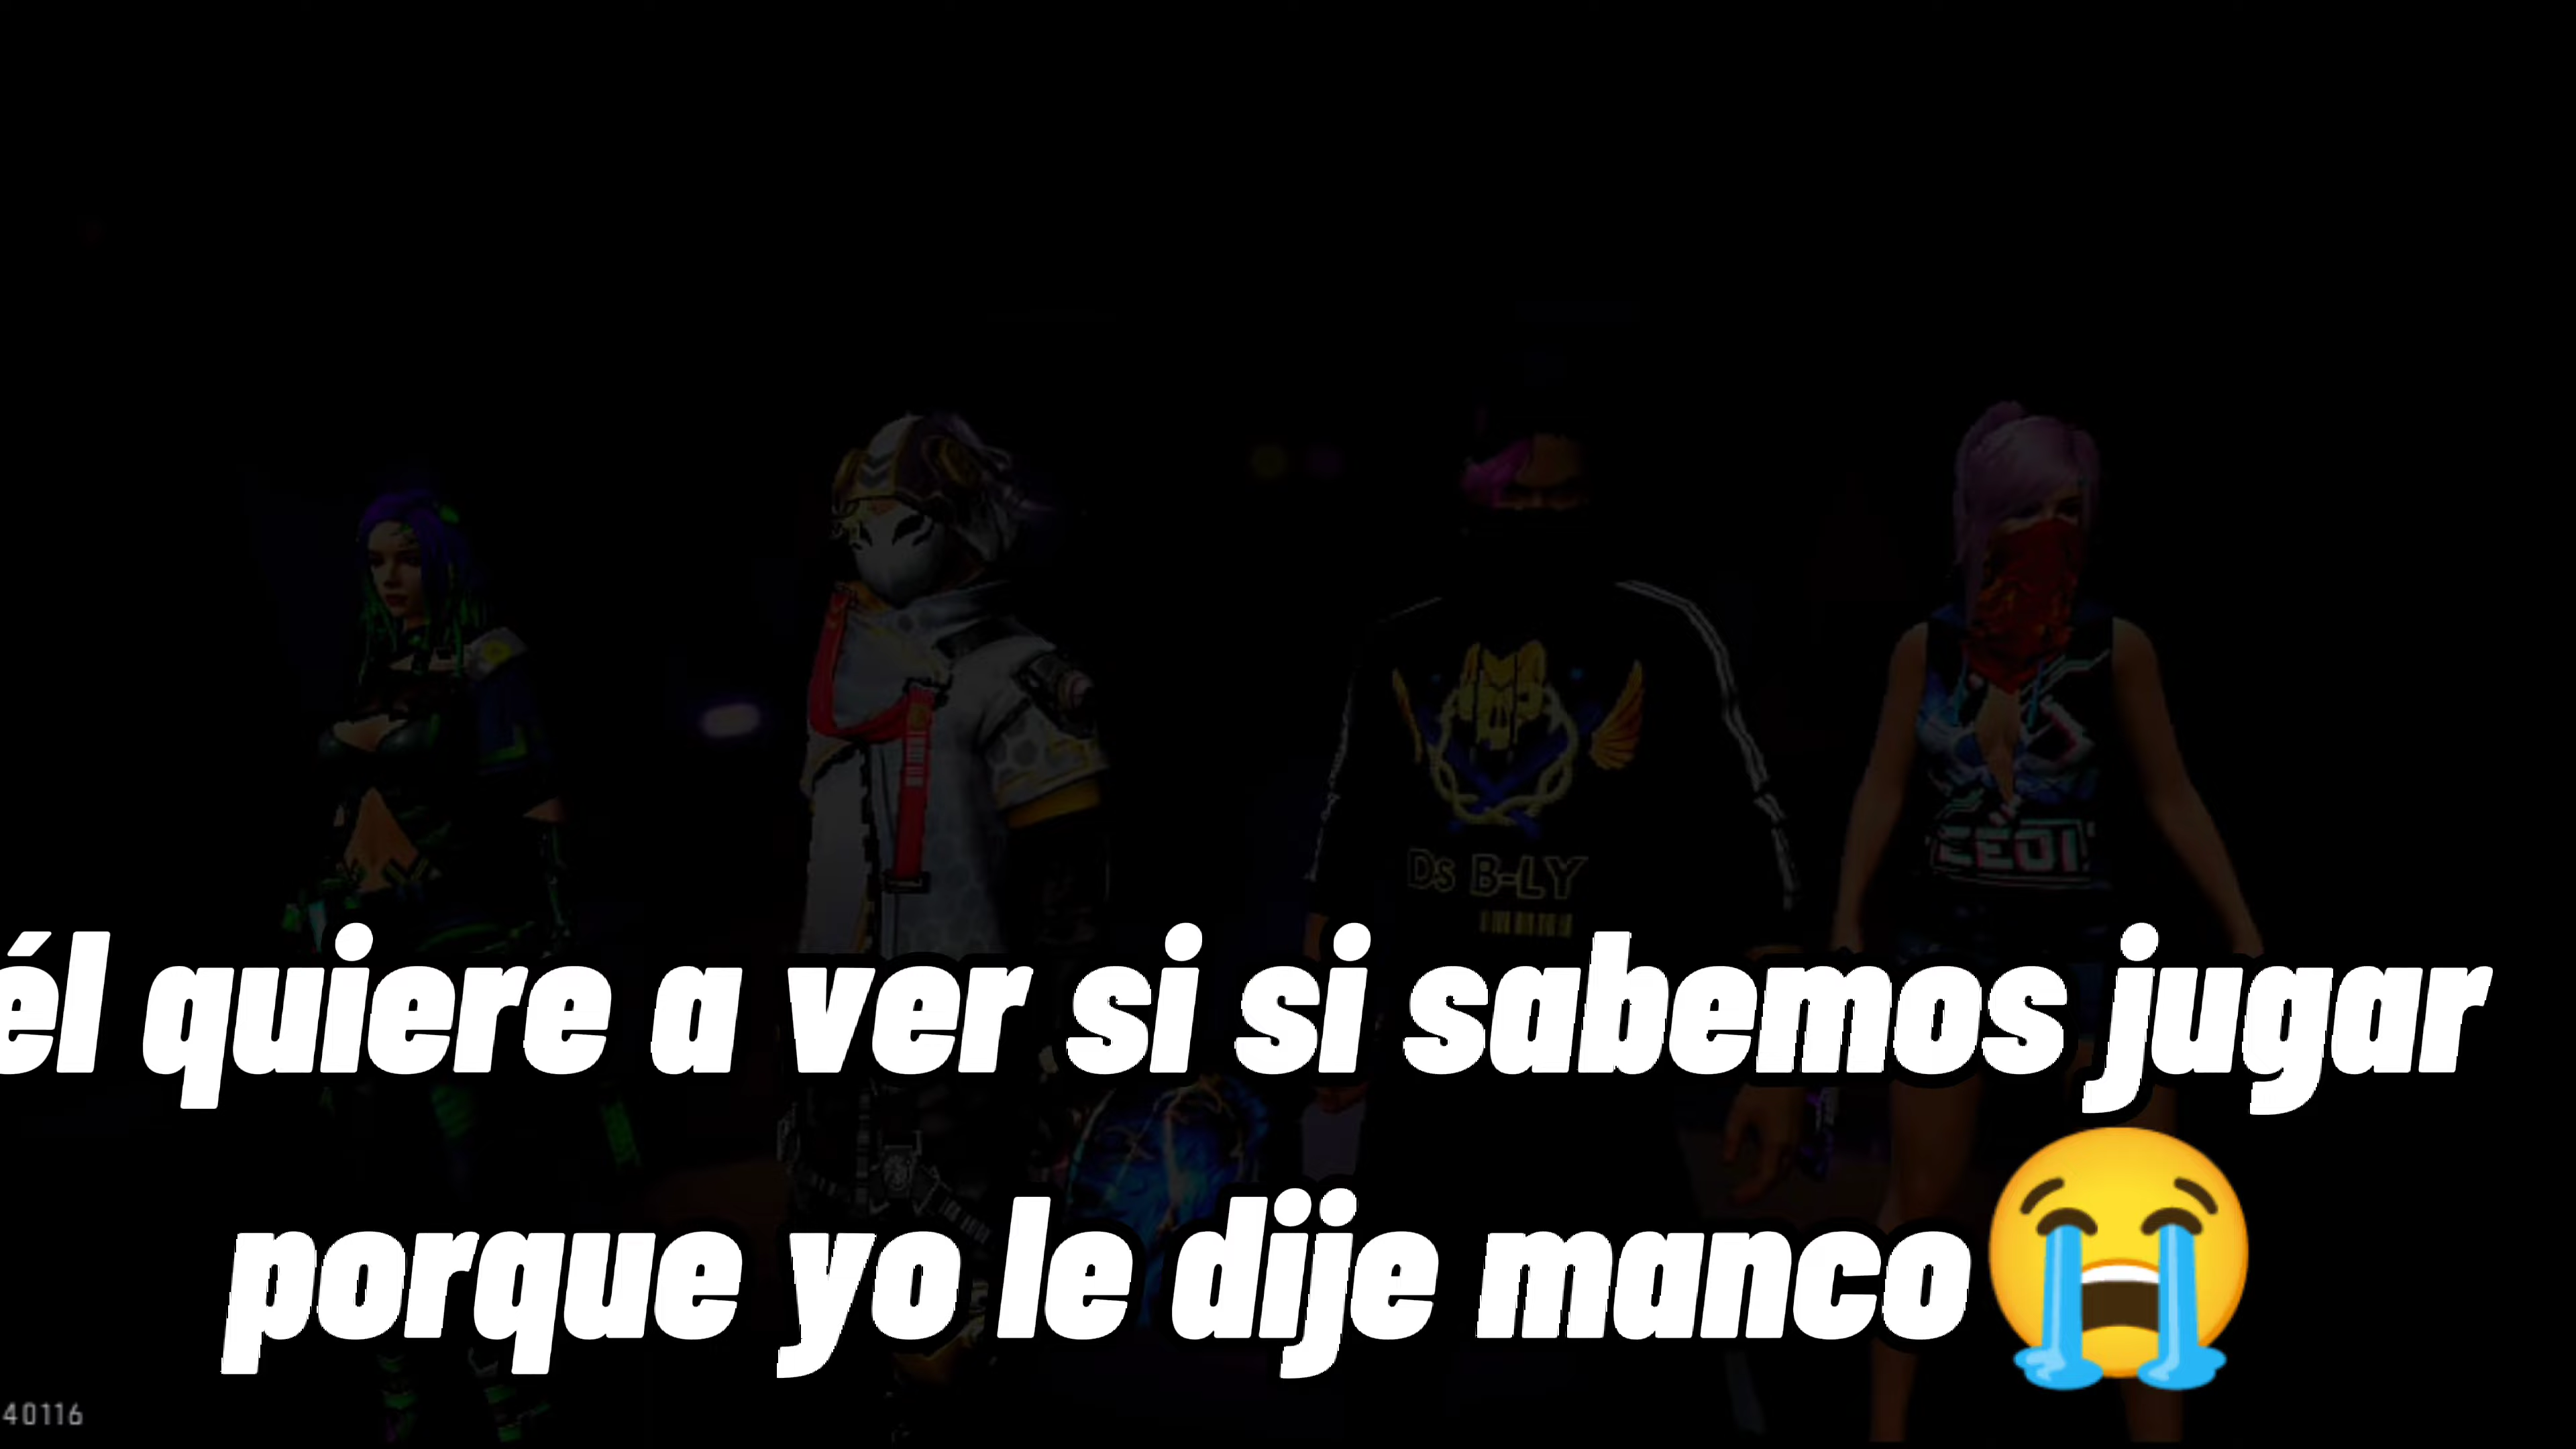 Ds B-LY
él quiere a ver si si sabemos jugar
porque yo le dije manco😭
40116